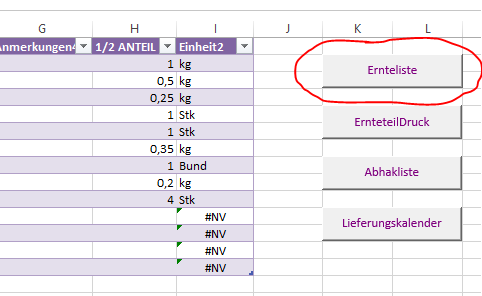 G H I J K L
Anmerkungen4 1/2 ANTEIL Einheit2
1 kg
0,5 kg
0,25 kg
1 Stk
1 Stk
0,35 kg
1 Bund
0,2 kg
4 Stk
#NV
#NV
#NV
#NV
Ernteliste
ErnteteilDruck
Abhakliste
Lieferungskalender